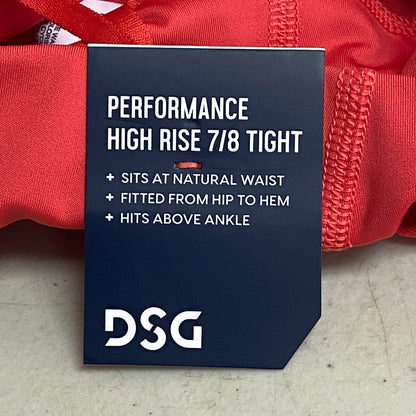 PERFORMANCE
HIGH RISE 7/8 TIGHT
+ SITS AT NATURAL WAIST
+ FITTED FROM HIP TO HEM
+ HITS ABOVE ANKLE
DSG